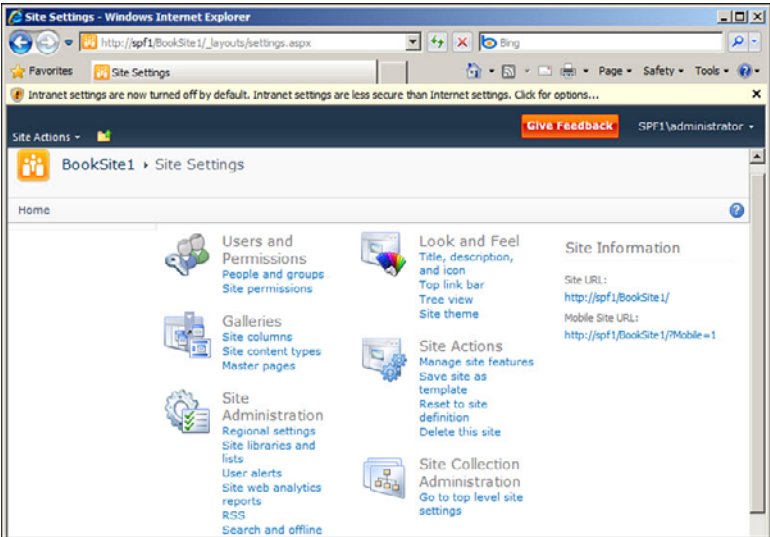 Site Settings - Windows Internet Explorer
http://spf1/BookSite1/_layouts/settings.aspx
Bing
Favorites
Site Settings
Page
Safety
Tools
Intranet settings are now turned off by default. Intranet settings are less secure than Internet settings. Click for options...
Site Actions
Give Feedback
SPF1\administrator
BookSite1 ▸ Site Settings
Home
Users and
Permissions
People and groups
Site permissions
Galleries
Site columns
Site content types
Master pages
Site
Administration
Regional settings
Site libraries and
lists
User alerts
Site web analytics
reports
RSS
Search and offline
Look and Feel
Title, description,
and icon
Top link bar
Tree view
Site theme
Site Actions
Manage site features
Save site as
template
Reset to site
definition
Delete this site
Site Collection
Administration
Go to top level site
settings
Site Information
Site URL:
http://spf1/BookSite1/
Mobile Site URL:
http://spf1/BookSite1/?Mobile=1